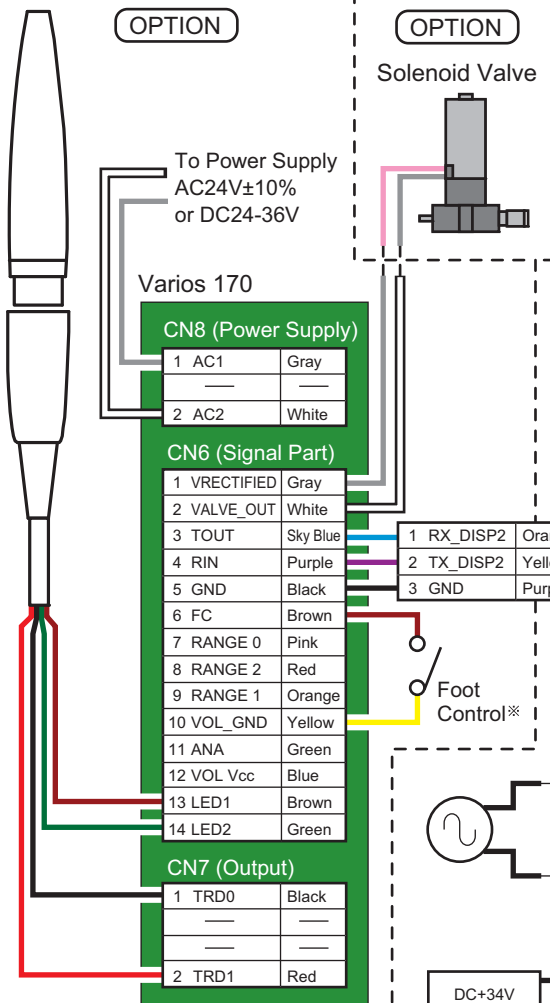 OPTION
To Power Supply
AC24V±10%
or DC24-36V
OPTION
Solenoid Valve
Varios 170
CN8 (Power Supply)
1 AC1 Gray
2 AC2 White
CN6 (Signal Part)
1 VRECTIFIED Gray
2 VALVE_OUT White
3 TOUT Sky Blue
4 RIN Purple
5 GND Black
6 FC Brown
7 RANGE 0 Pink
8 RANGE 2 Red
9 RANGE 1 Orange
10 VOL_GND Yellow
11 ANA Green
12 VOL Vcc Blue
13 LED1 Brown
14 LED2 Green
1 RX_DISP2
2 TX_DISP2
3 GND
Foot
Control※
CN7 (Output)
1 TRD0 Black
2 TRD1 Red
DC+34V